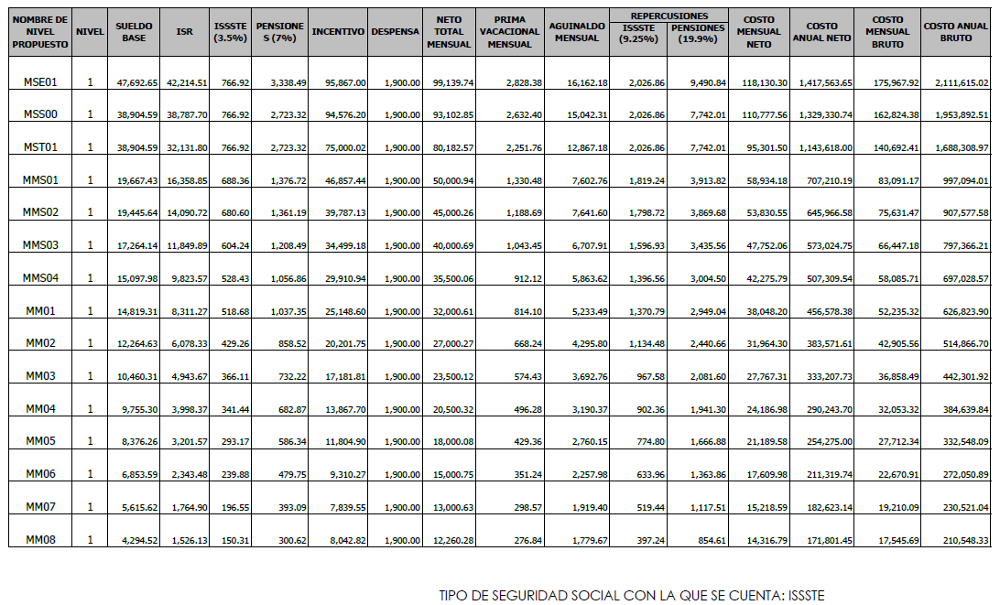 NOMBRE DE NIVEL PROPUESTO | NIVEL | SUELDO BASE | ISR | ISSSTE (3.5%) | PENSIONE S (7%) | INCENTIVO | DESPENSA | NETO TOTAL MENSUAL | PRIMA VACACIONAL MENSUAL | AGUINALDO MENSUAL | REPERCUSIONES ISSSTE (9.25%) | PENSIONES (19.9%) | COSTO MENSUAL NETO | COSTO ANUAL NETO | COSTO MENSUAL BRUTO | COSTO ANUAL BRUTO
MSE01 1 47,692.65 42,214.51 766.92 3,338.49 95,867.00 1,900.00 99,139.74 2,828.38 16,162.18 2,026.86 9,490.84 118,130.30 1,417,563.65 175,967.92 2,111,615.02
MSS00 1 38,904.59 38,787.70 766.92 2,723.32 94,576.20 1,900.00 93,102.85 2,632.40 15,042.31 2,026.86 7,742.01 110,777.56 1,329,330.74 162,824.38 1,953,892.51
MST01 1 38,904.59 32,131.80 766.92 2,723.32 75,000.02 1,900.00 80,182.57 2,251.76 12,867.18 2,026.86 7,742.01 95,301.50 1,143,618.00 140,692.41 1,688,308.97
MMS01 1 19,667.43 16,358.85 688.36 1,376.72 46,857.44 1,900.00 50,000.94 1,330.48 7,602.76 1,819.24 3,913.82 58,934.18 707,210.19 83,091.17 997,094.01
MMS02 1 19,445.64 14,090.72 680.60 1,361.19 39,787.13 1,900.00 45,000.26 1,188.69 7,641.60 1,798.72 3,869.68 53,830.55 645,966.58 75,631.47 907,577.58
MMS03 1 17,264.14 11,849.89 604.24 1,208.49 34,499.18 1,900.00 40,000.69 1,043.45 6,707.91 1,596.93 3,435.56 47,752.06 573,024.75 66,447.18 797,366.21
MMS04 1 15,097.98 9,823.57 528.43 1,056.86 29,910.94 1,900.00 35,500.06 912.12 5,863.62 1,396.56 3,004.50 42,275.79 507,309.54 58,085.71 697,028.57
MM01 1 14,819.31 8,311.27 518.68 1,037.35 25,148.60 1,900.00 32,000.61 814.10 5,233.49 1,370.79 2,949.04 38,048.20 456,578.38 52,235.32 626,823.90
MM02 1 12,264.63 6,078.33 429.26 858.52 20,201.75 1,900.00 27,000.27 668.24 4,295.80 1,134.48 2,440.66 31,964.30 383,571.61 42,905.56 514,866.70
MM03 1 10,460.31 4,943.67 366.11 732.22 17,181.81 1,900.00 23,500.12 574.43 3,692.76 967.58 2,081.60 27,767.31 333,207.73 36,858.49 442,301.92
MM04 1 9,755.30 3,998.37 341.44 682.87 13,867.70 1,900.00 20,500.32 496.28 3,190.37 902.36 1,941.30 24,186.98 290,243.70 32,053.32 384,639.84
MM05 1 8,376.26 3,201.57 293.17 586.34 11,804.90 1,900.00 18,000.08 429.36 2,760.15 774.80 1,666.88 21,189.58 254,275.00 27,712.34 332,548.09
MM06 1 6,853.59 2,343.48 239.88 479.75 9,310.27 1,900.00 15,000.75 351.24 2,257.98 633.96 1,363.86 17,609.98 211,319.74 22,670.91 272,050.89
MM07 1 5,615.62 1,764.90 196.55 393.09 7,839.55 1,900.00 13,000.63 298.57 1,919.40 519.44 1,117.51 15,218.59 182,623.14 19,210.09 230,521.04
MM08 1 4,294.52 1,526.13 150.31 300.62 8,042.82 1,900.00 12,260.28 276.84 1,779.67 397.24 854.61 14,316.79 171,801.45 17,545.69 210,548.33
TIPO DE SEGURIDAD SOCIAL CON LA QUE SE CUENTA: ISSSTE